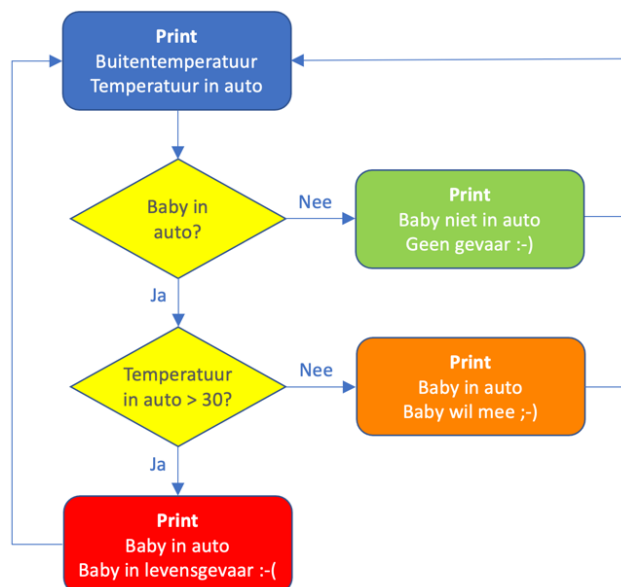 Print
Buitentemperatuur
Temperatuur in auto
Baby in
auto?
Nee
Print
Baby niet in auto
Geen gevaar :-)
Ja
Temperatuur
in auto > 30?
Nee
Print
Baby in auto
Baby wil mee ;-)
Ja
Print
Baby in auto
Baby in levensgevaar :-(